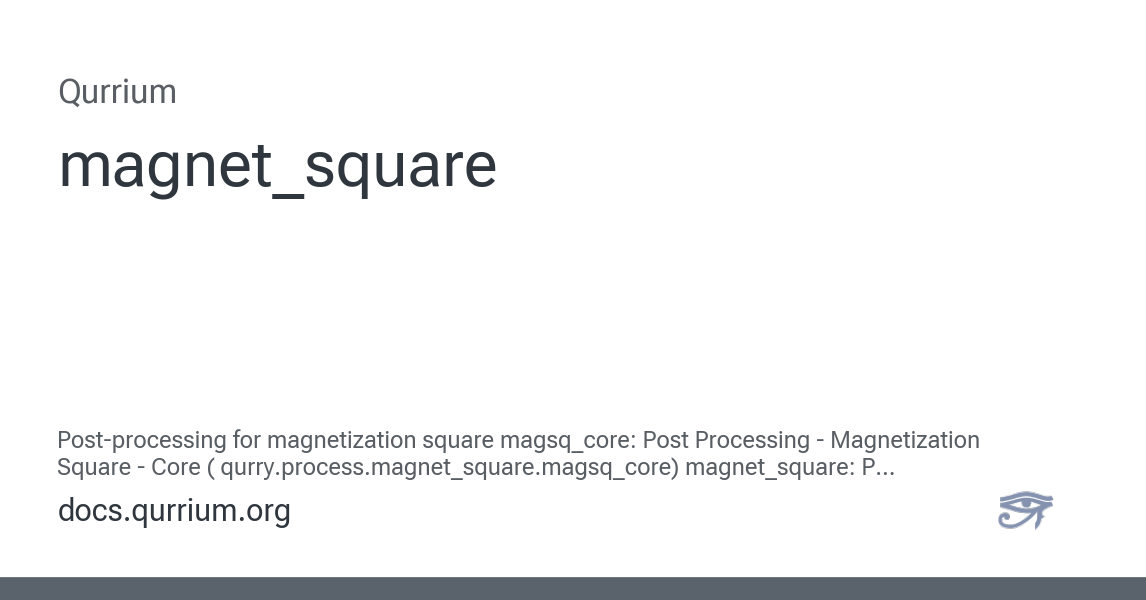 Qurrium
magnet_square
Post-processing for magnetization square magsq_core: Post Processing - Magnetization
Square - Core ( qurry.process.magnet_square.magsq_core) magnet_square: P...
docs.qurrium.org